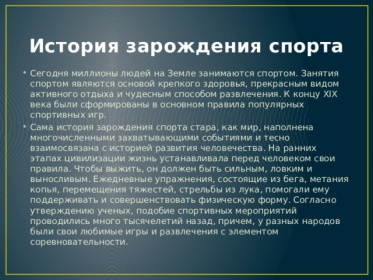 История зарождения спорта
• Сегодня миллионы людей на Земле занимаются спортом. Занятия
спортом являются основой крепкого здоровья, прекрасным видом
активного отдыха и чудесным способом развлечения. К концу XIX
века были сформированы в основном правила популярных
спортивных игр.
• Сама история зарождения спорта стара, как мир, наполнена
многочисленными захватывающими событиями и тесно
взаимосвязана с историей развития человечества. На ранних
этапах цивилизации жизнь устанавливала перед человеком свои
правила. Чтобы выжить, он должен быть сильным, ловким и
выносливым. Ежедневные упражнения, состоящие из бега, метания
копья, перемещения тяжестей, стрельбы из лука, помогали ему
поддерживать и совершенствовать физическую форму. Согласно
утверждению ученых, подобие спортивных мероприятий
проводились много тысячелетий назад, причем, у разных народов
были свои любимые игры и развлечения с элементом
соревновательности.